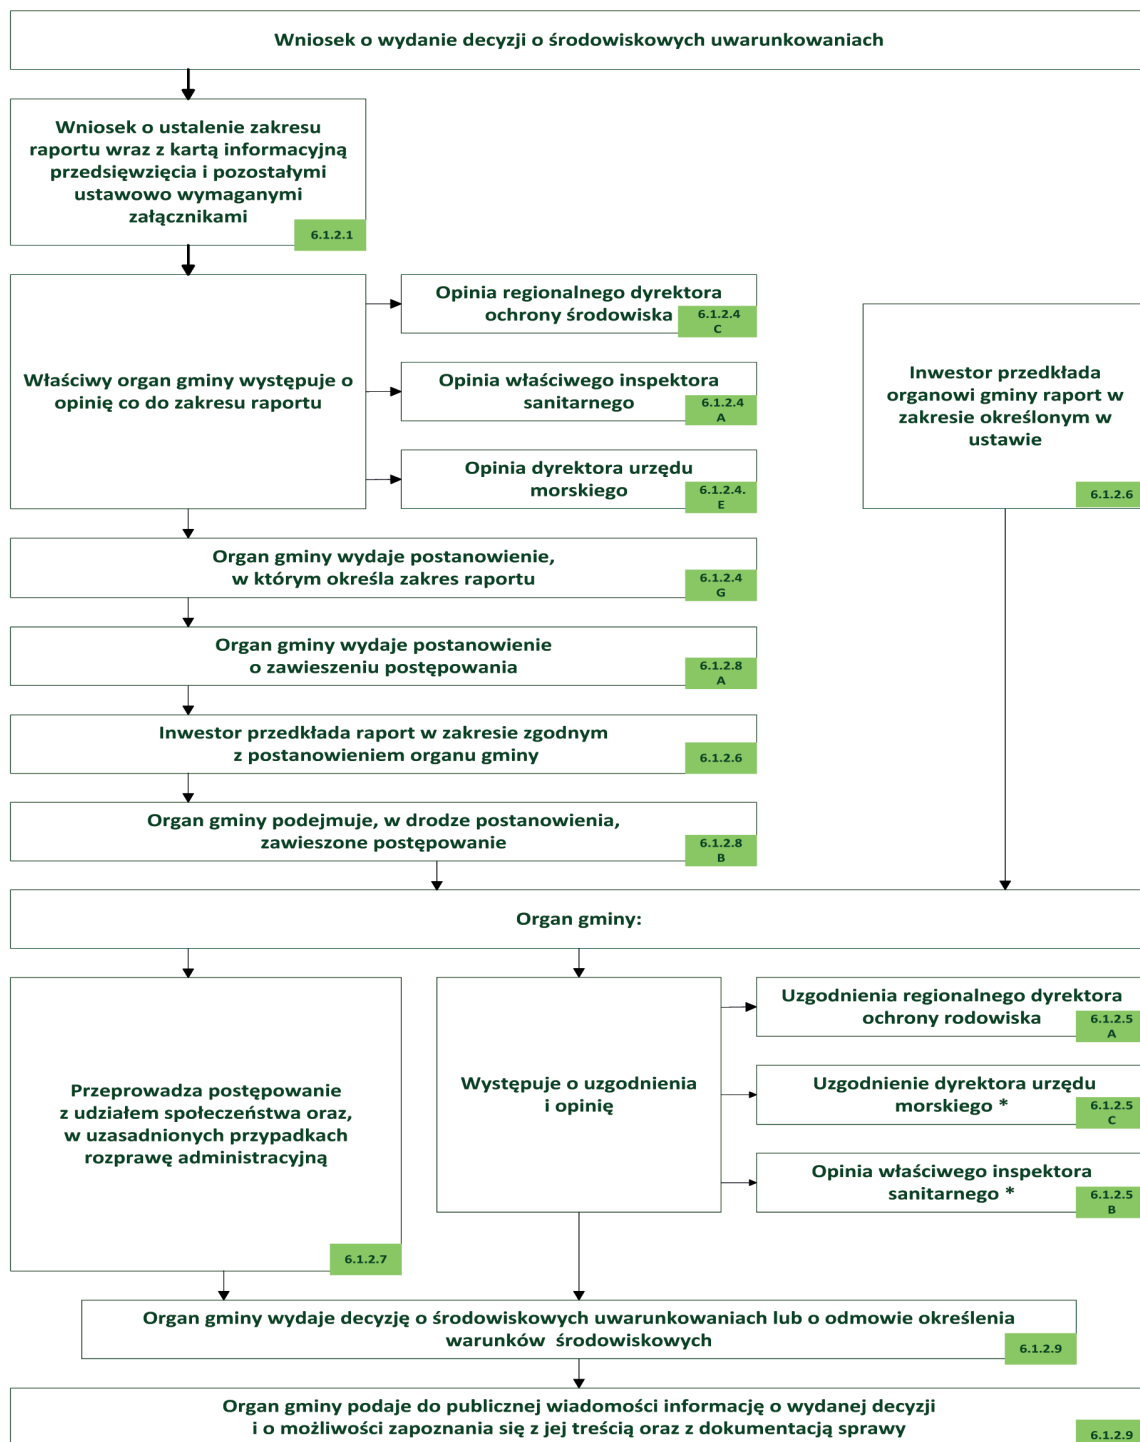 Wniosek o wydanie decyzji o środowiskowych uwarunkowaniach
Wniosek o ustalenie zakresu
raportu wraz z kartą informacyjną
przedsięwzięcia i pozostałymi
ustawowo wymaganymi
załącznikami
6.1.2.1
Właściwy organ gminy występuje o
opinię co do zakresu raportu
Opinia regionalnego dyrektora
ochrony środowiska
6.1.2.4
C
Opinia właściwego inspektora
sanitarnego
6.1.2.4
A
Opinia dyrektora urzędu
morskiego
6.1.2.4.
E
Inwestor przedkłada
organowi gminy raport w
zakresie określonym w
ustawie
6.1.2.6
Organ gminy wydaje postanowienie,
w którym określa zakres raportu
6.1.2.4
G
Organ gminy wydaje postanowienie
o zawieszeniu postępowania
6.1.2.8
A
Inwestor przedkłada raport w zakresie zgodnym
z postanowieniem organu gminy
6.1.2.6
Organ gminy podejmuje, w drodze postanowienia,
zawieszone postępowanie
6.1.2.8
B
Organ gminy:
Przeprowadza postępowanie
z udziałem społeczeństwa oraz,
w uzasadnionych przypadkach
rozprawę administracyjną
6.1.2.7
Występuje o uzgodnienia
i opinię
Uzgodnienia regionalnego dyrektora
ochrony rodowiska
6.1.2.5
A
Uzgodnienie dyrektora urzędu
morskiego *
6.1.2.5
C
Opinia właściwego inspektora
sanitarnego *
6.1.2.5
B
Organ gminy wydaje decyzję o środowiskowych uwarunkowaniach lub o odmowie określenia
warunków środowiskowych
6.1.2.9
Organ gminy podaje do publicznej wiadomości informację o wydanej decyzji
i o możliwości zapoznania się z jej treścią oraz z dokumentacją sprawy
6.1.2.9